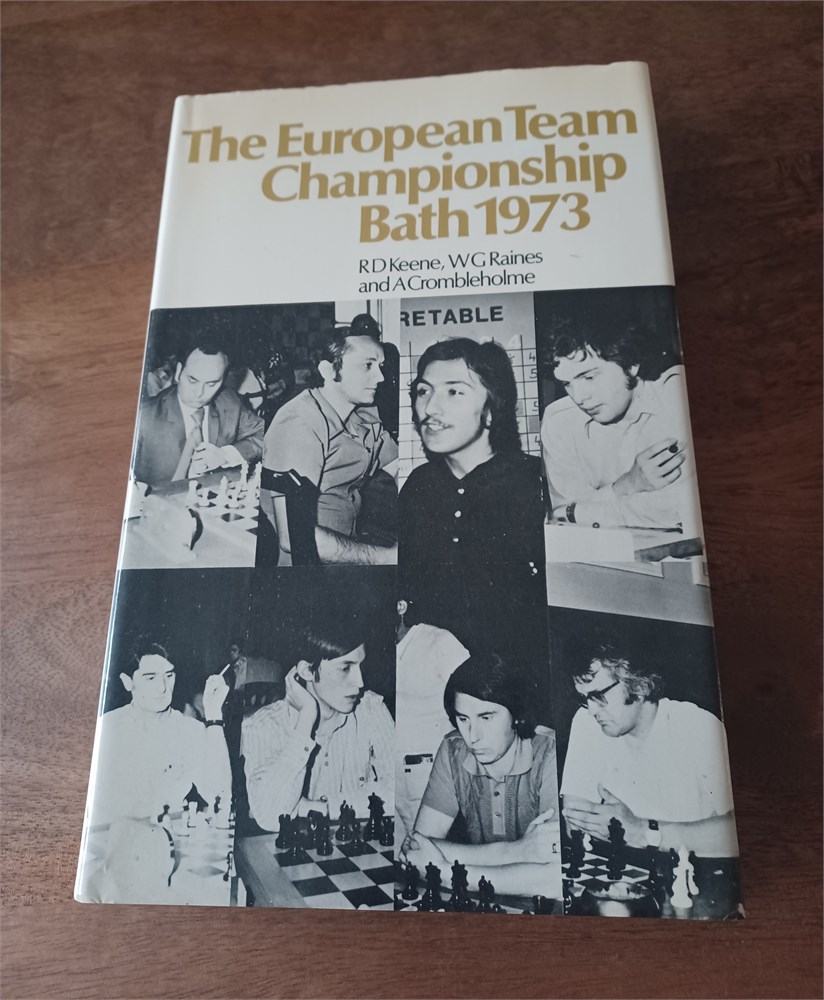 The European Team
Championship
Bath 1973
R D Keene, W G Raines
and A Crombleholme
RETABLE